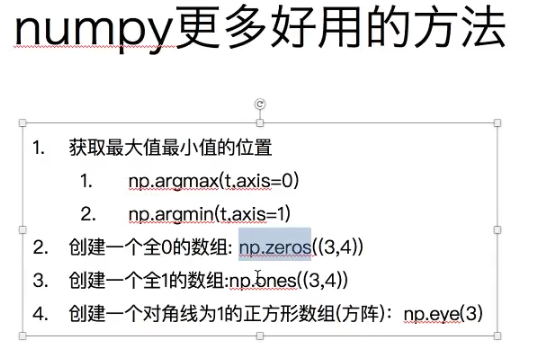 numpy更多好用的方法
1. 获取最大值最小值的位置
1. np.argmax(t,axis=0)
2. np.argmin(t,axis=1)
2. 创建一个全0的数组: np.zeros((3,4))
3. 创建一个全1的数组:np.ones((3,4))
4. 创建一个对角线为1的正方形数组(方阵)：np.eye(3)